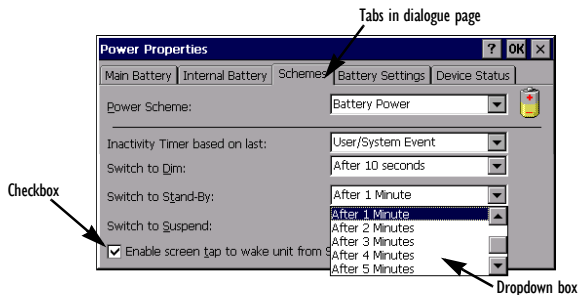 Tabs in dialogue page
Power Properties ? OK ×
Main Battery Internal Battery Schemes Battery Settings Device Status
Power Scheme: Battery Power
Inactivity Timer based on last: User/System Event
Switch to Dim: After 10 seconds
Checkbox
Switch to Stand-By: After 1 Minute
After 1 Minute
Switch to Suspend: After 2 Minutes
After 3 Minutes
Enable screen tap to wake unit from S
After 4 Minutes
After 5 Minutes
Dropdown box